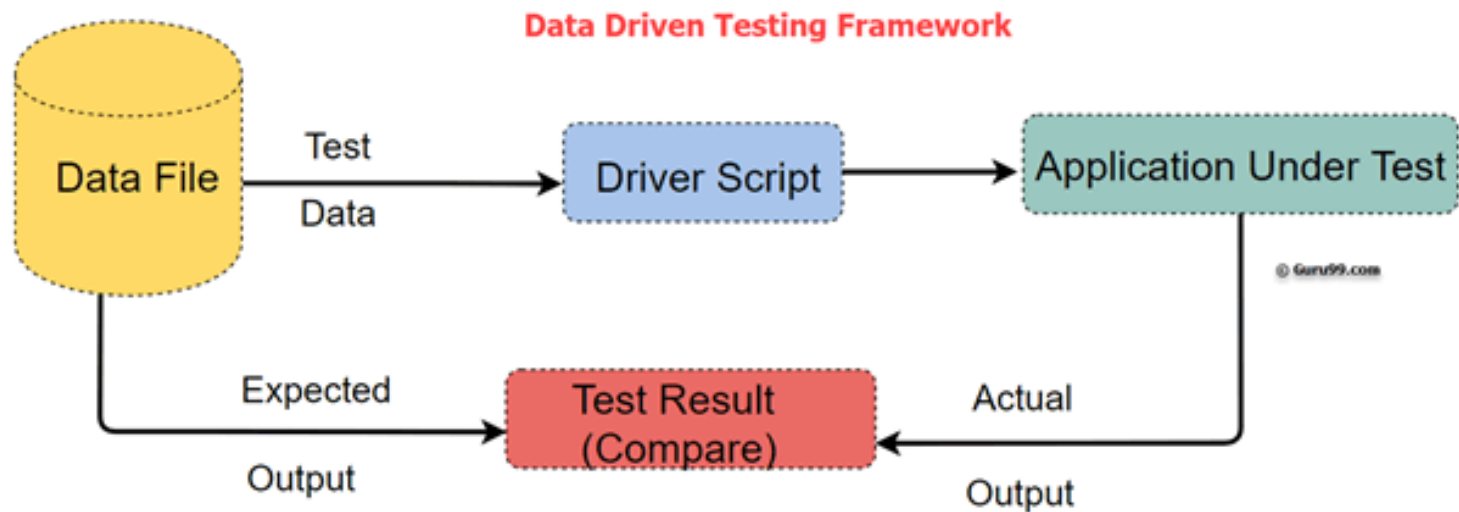 Data Driven Testing Framework
Test
Data File
Data
Driver Script
Application Under Test
© Guru99.com
Expected
Output
Test Result
(Compare)
Actual
Output